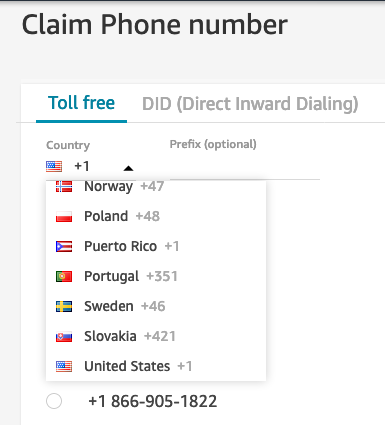 Claim Phone number
Toll free DID (Direct Inward Dialing)
Country Prefix (optional)
+1
Norway +47
Poland +48
Puerto Rico +1
Portugal +351
Sweden +46
Slovakia +421
United States +1
+1 866-905-1822